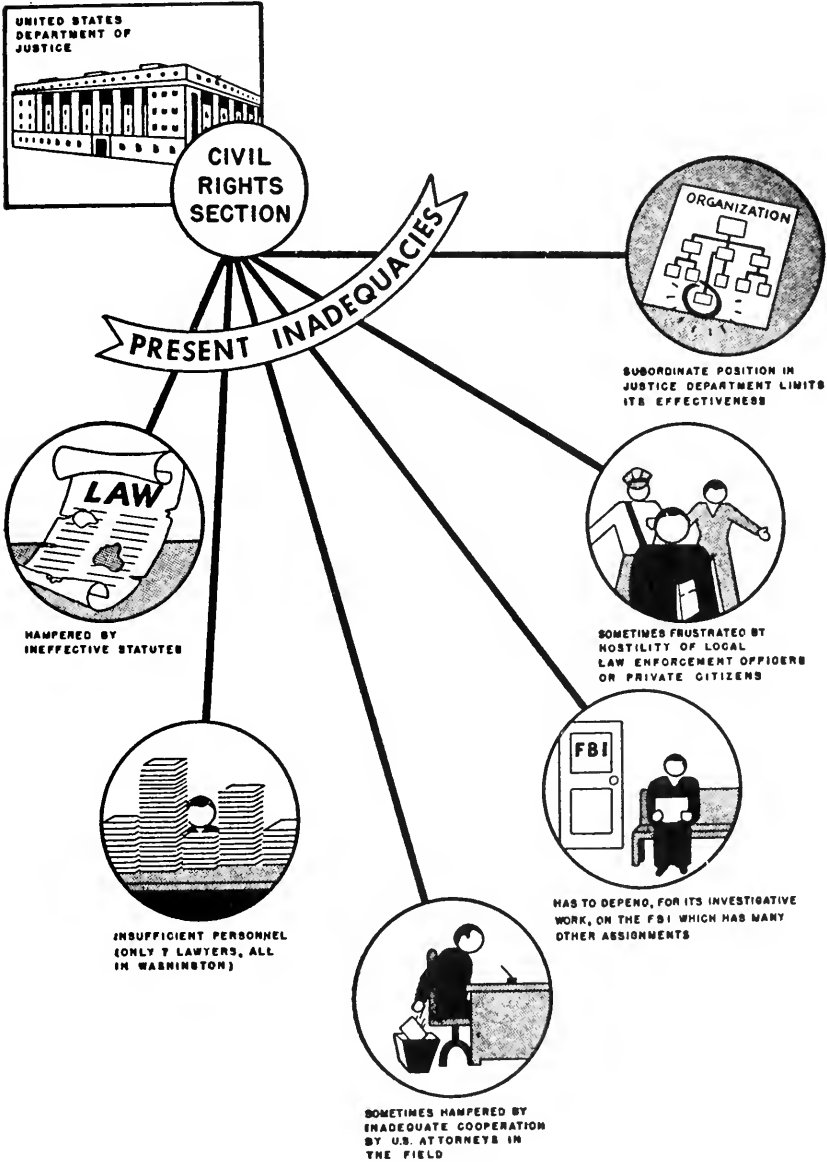 UNITED STATES
DEPARTMENT OF
JUSTICE
CIVIL
RIGHTS
SECTION
PRESENT INADEQUACIES
ORGANIZATION
SUBORDINATE POSITION IN
JUSTICE DEPARTMENT LIMITS
ITS EFFECTIVENESS
LAW
HAMPERED BY
INEFFECTIVE STATUTES
SOMETIMES FRUSTRATED BY
HOSTILITY OF LOCAL
LAW ENFORCEMENT OFFICERS
OR PRIVATE CITIZENS
FBI
HAS TO DEPEND, FOR ITS INVESTIGATIVE
WORK, ON THE FBI WHICH HAS MANY
OTHER ASSIGNMENTS
INSUFFICIENT PERSONNEL
(ONLY 7 LAWYERS, ALL
IN WASHINGTON)
SOMETIMES HAMPERED BY
INADEQUATE COOPERATION
BY U.S. ATTORNEYS IN
THE FIELD